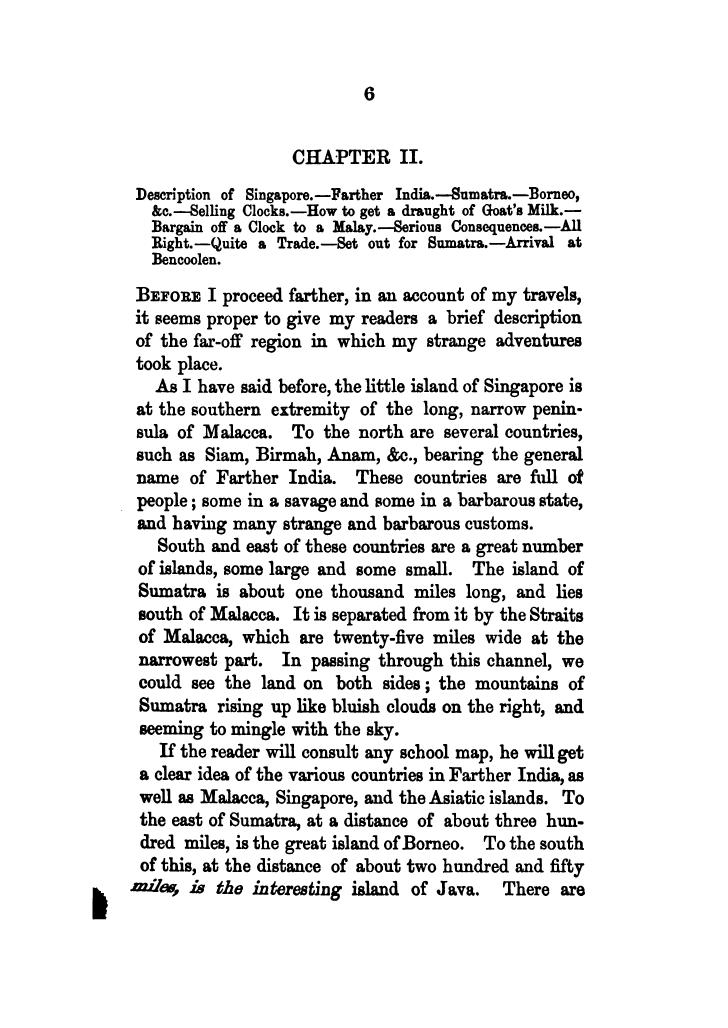 6
CHAPTER II.
Description of Singapore.—Farther India.—Sumatra.—Borneo,
&c.—Selling Clocks.—How to get a draught of Goat's Milk.—
Bargain off a Clock to a Malay.—Serious Consequences.—All
Right.—Quite a Trade.—Set out for Sumatra.—Arrival at
Bencoolen.
BEFORE I proceed farther, in an account of my travels,
it seems proper to give my readers a brief description
of the far-off region in which my strange adventures
took place.
As I have said before, the little island of Singapore is
at the southern extremity of the long, narrow penin-
sula of Malacca. To the north are several countries,
such as Siam, Birmah, Anam, &c., bearing the general
name of Farther India. These countries are full of
people; some in a savage and some in a barbarous state,
and having many strange and barbarous customs.
South and east of these countries are a great number
of islands, some large and some small. The island of
Sumatra is about one thousand miles long, and lies
south of Malacca. It is separated from it by the Straits
of Malacca, which are twenty-five miles wide at the
narrowest part. In passing through this channel, we
could see the land on both sides; the mountains of
Sumatra rising up like bluish clouds on the right, and
seeming to mingle with the sky.
If the reader will consult any school map, he will get
a clear idea of the various countries in Farther India, as
well as Malacca, Singapore, and the Asiatic islands. To
the east of Sumatra, at a distance of about three hun-
dred miles, is the great island of Borneo. To the south
of this, at the distance of about two hundred and fifty
miles, is the interesting island of Java. There are